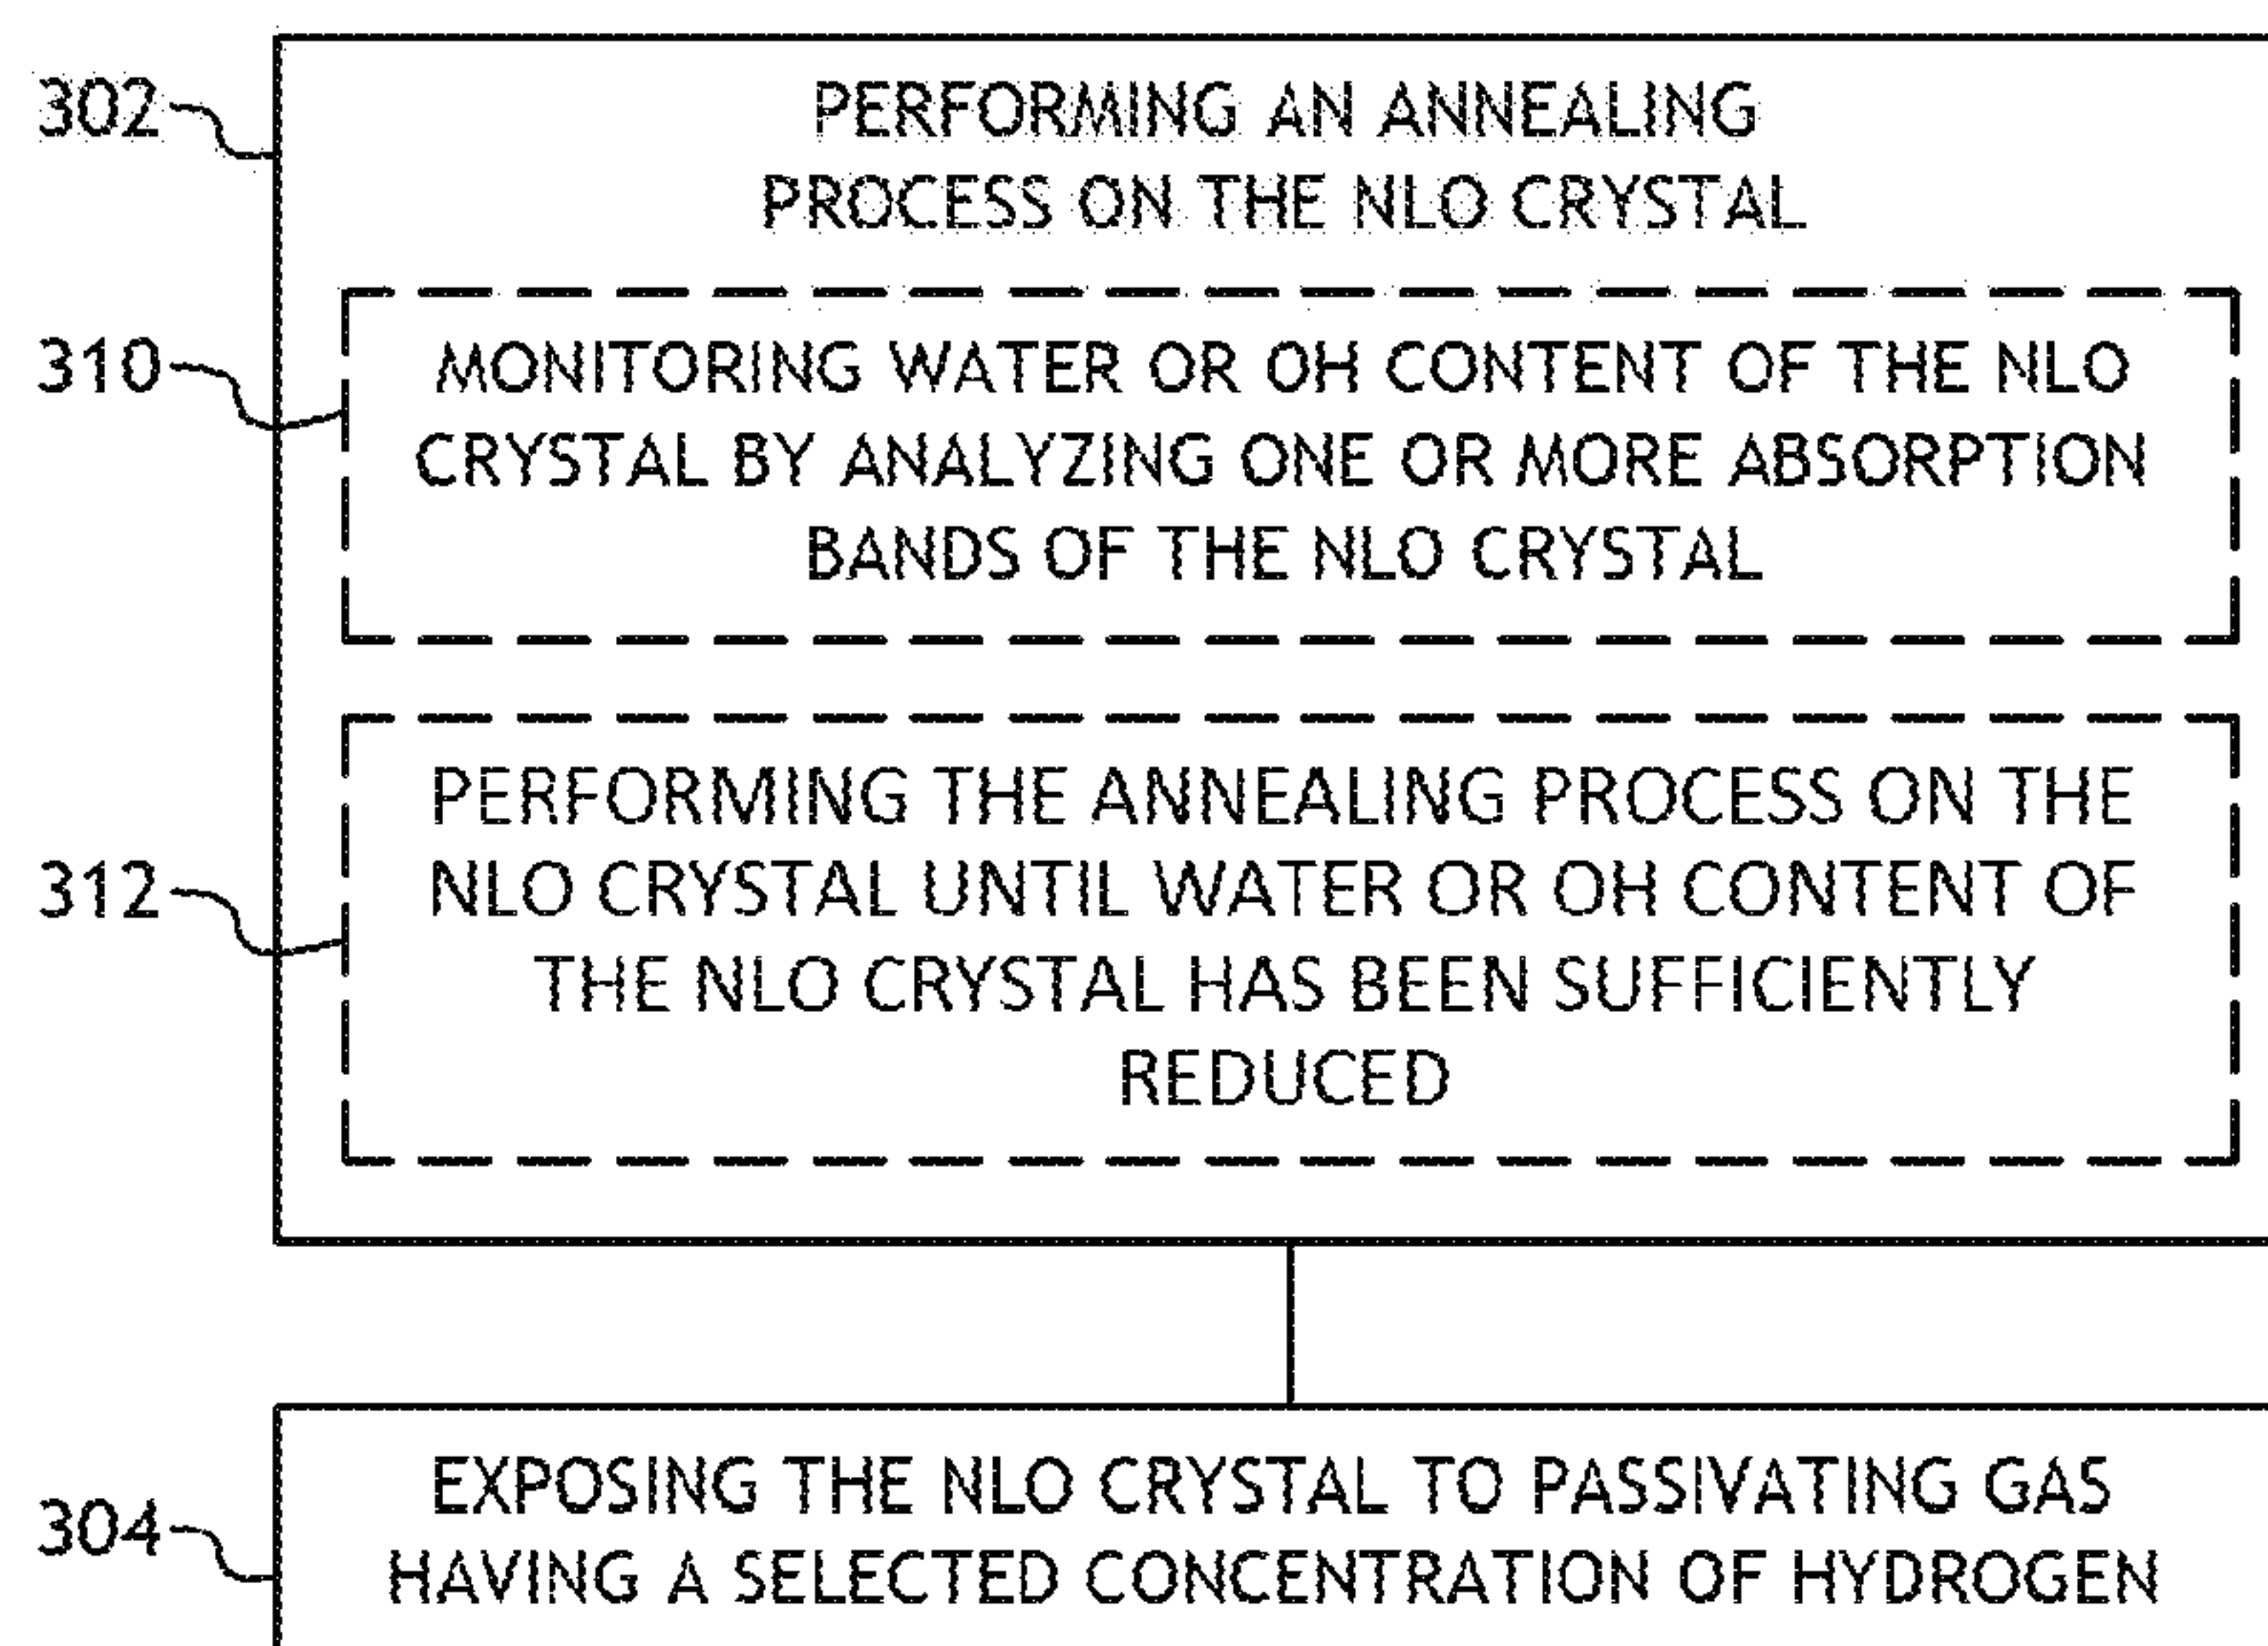 302
PERFORMING AN ANNEALING
PROCESS ON THE NLO CRYSTAL
310
MONITORING WATER OR OH CONTENT OF THE NLO
CRYSTAL BY ANALYZING ONE OR MORE ABSORPTION
BANDS OF THE NLO CRYSTAL
312
PERFORMING THE ANNEALING PROCESS ON THE
NLO CRYSTAL UNTIL WATER OR OH CONTENT OF
THE NLO CRYSTAL HAS BEEN SUFFICIENTLY
REDUCED
304
EXPOSING THE NLO CRYSTAL TO PASSIVATING GAS
HAVING A SELECTED CONCENTRATION OF HYDROGEN